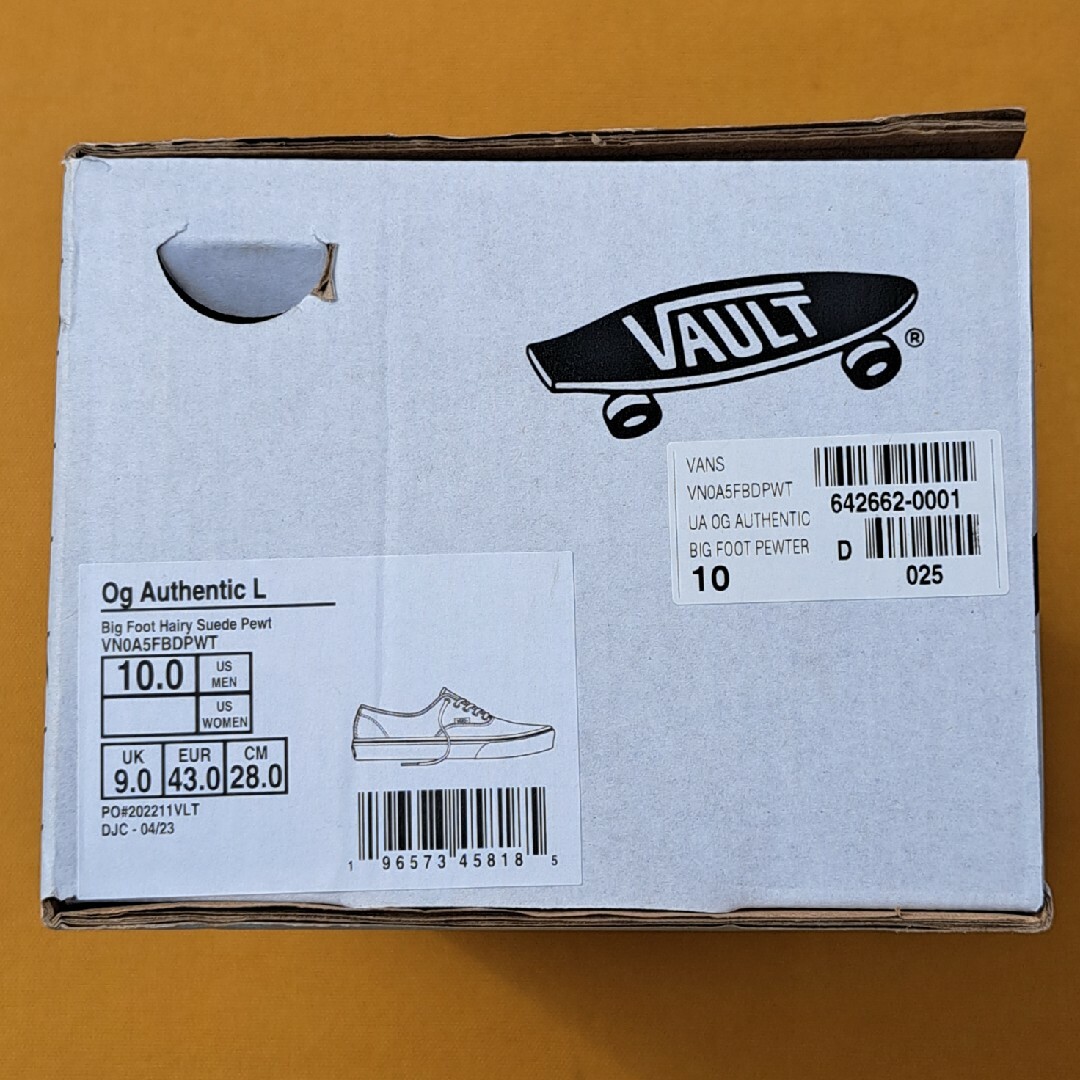 VAULT
®
VANS
VN0A5FBDPWT
UA OG AUTHENTIC
BIG FOOT PEWTER
10
642662-0001
D
025
Og Authentic L
Big Foot Hairy Suede Pewt
VN0A5FBDPWT
10.0 US MEN
US WOMEN
UK EUR CM
9.0 43.0 28.0
PO#202211VLT
DJC - 04/23
1 96573 45818 5